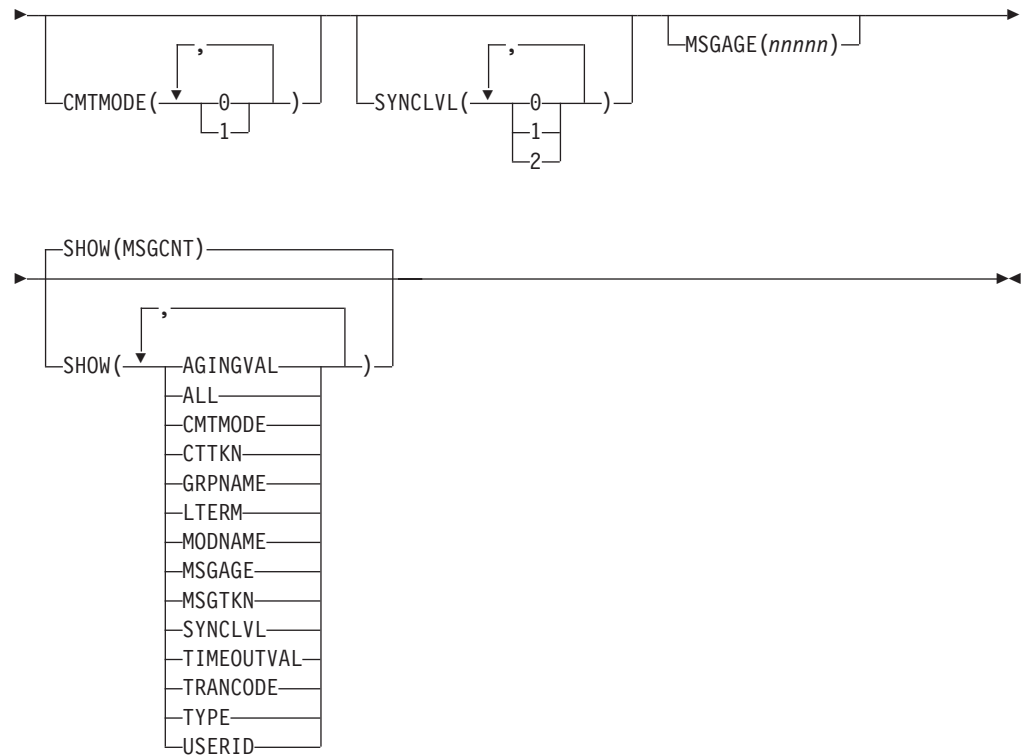 ,
,
MSGAGE(nnnnn)
CMTMODE( 0 )
1
SYNCLVL( 0 )
1
2
SHOW(MSGCNT)
,
SHOW( AGINGVAL )
ALL
CMTMODE
CTTKN
GRPNAME
LTERM
MODNAME
MSGAGE
MSGTKN
SYNCLVL
TIMEOUTVAL
TRANCODE
TYPE
USERID